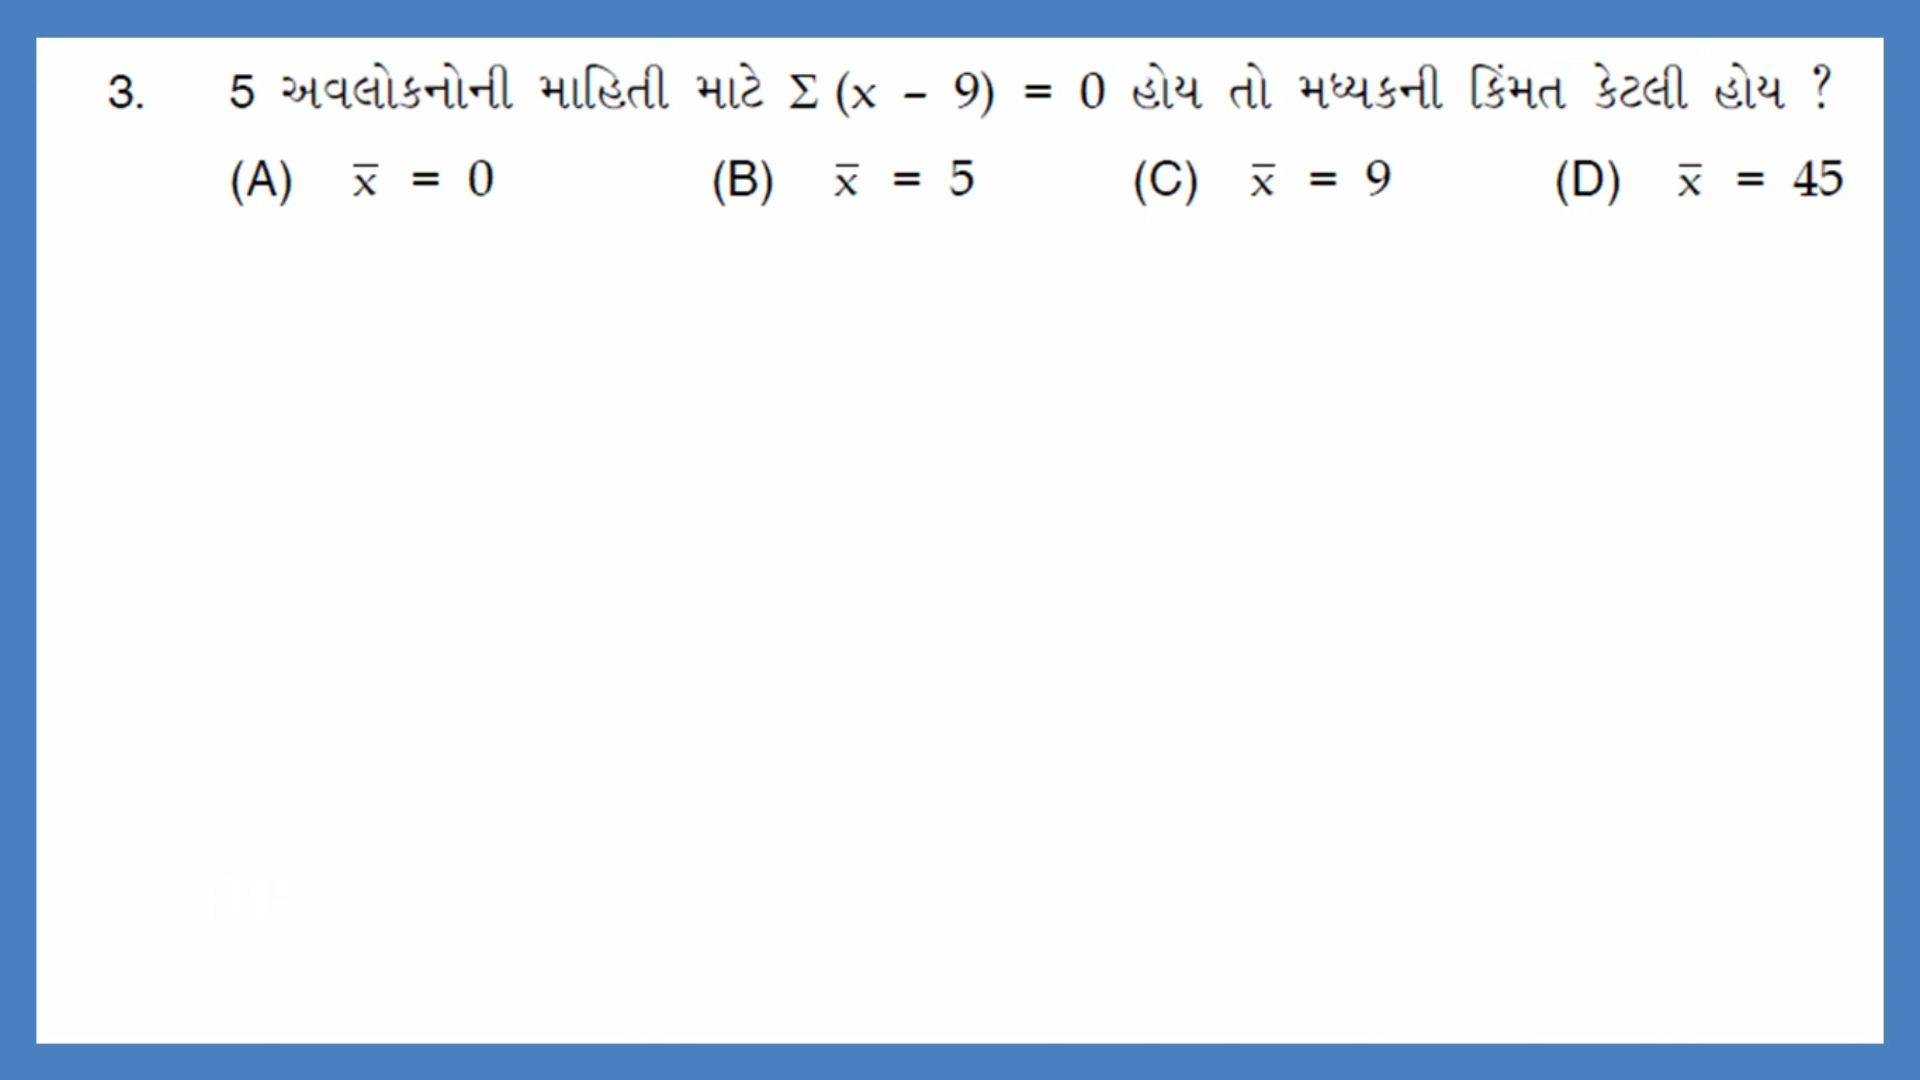 3. 5 અવલોકનોની માહિતી માટે Σ (x – 9) = 0 હોય તો મધ્યકની કિંમત કેટલી હોય ?
(A) x̅ = 0 (B) x̅ = 5 (C) x̅ = 9 (D) x̅ = 45